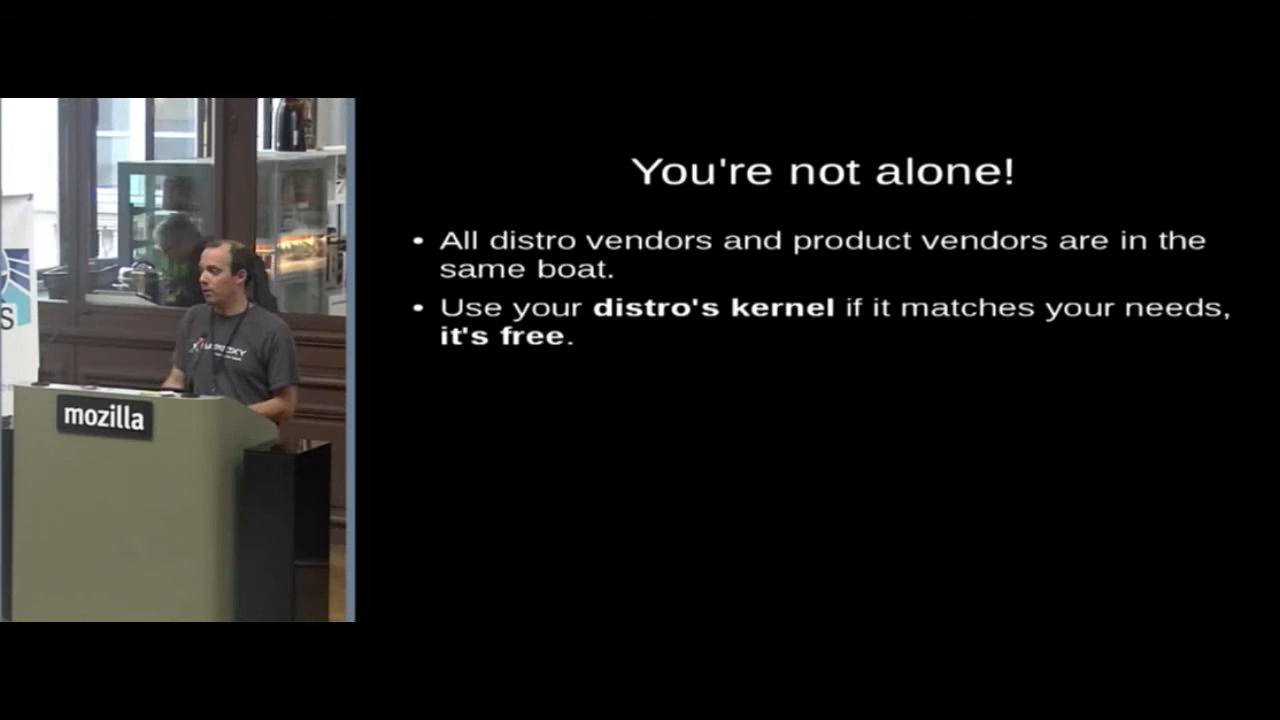 You're not alone!
• All distro vendors and product vendors are in the
same boat.
• Use your distro's kernel if it matches your needs,
it's free.
mozilla
S